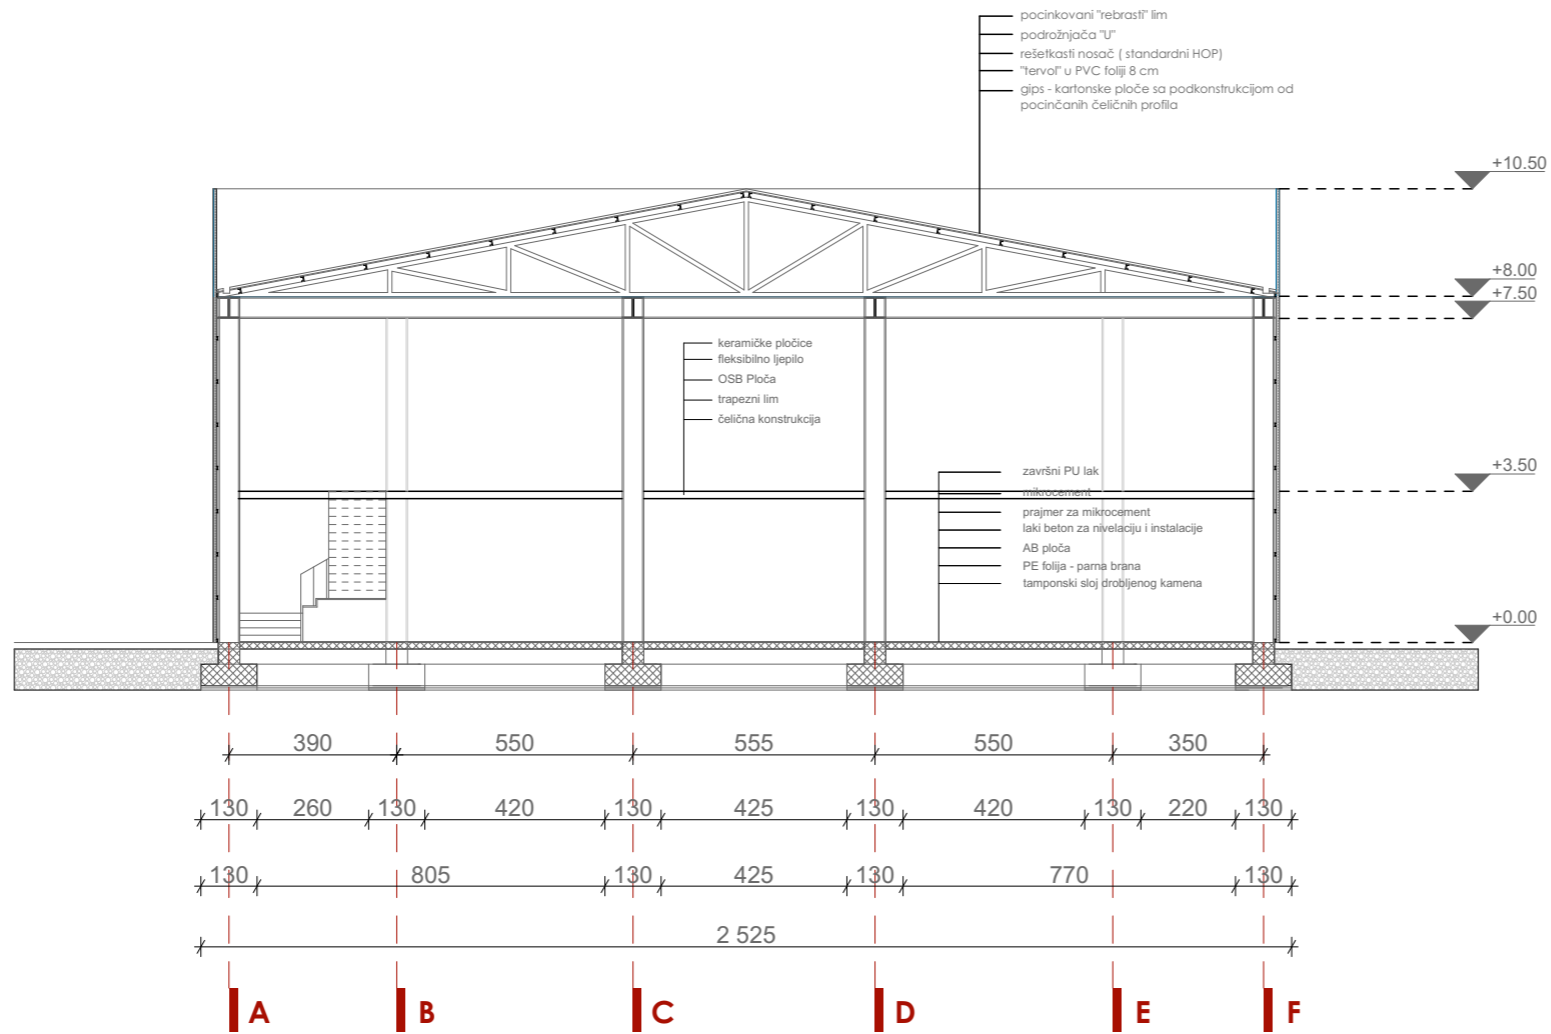 pocinkovani "rebrasti" lim
podrožnjača "U"
rešetkasti nosač ( standardni HOP)
"tervol" u PVC foliji 8 cm
gips - kartonske ploče sa podkonstrukcijom od
pocinčanih čeličnih profila
+10.50
+8.00
+7.50
keramičke pločice
fleksibilno ljepilo
OSB Ploča
trapezni lim
čelična konstrukcija
+3.50
završni PU lak
mikrocement
prajmer za mikrocement
laki beton za nivelaciju i instalacije
AB ploča
PE folija - parna brana
tamponski sloj drobljenog kamena
+0.00
390 550 555 550 350
130 260 130 420 130 425 130 420 130 220 130
130 805 130 425 130 770 130
2 525
A B C D E F